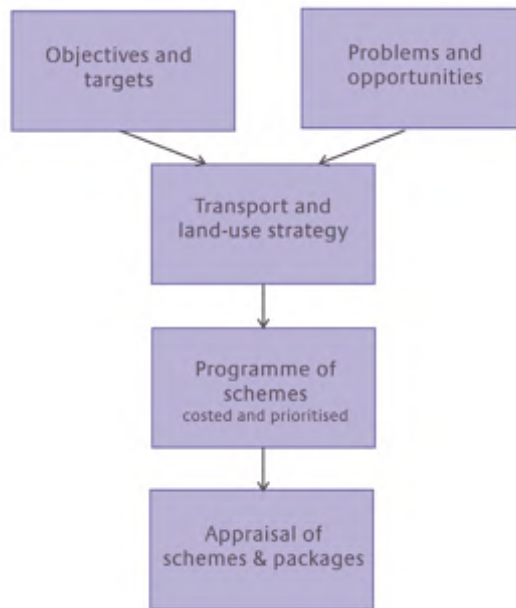 Objectives and
targets
Problems and
opportunities
Transport and
land-use strategy
Programme of
schemes
costed and prioritised
Appraisal of
schemes & packages